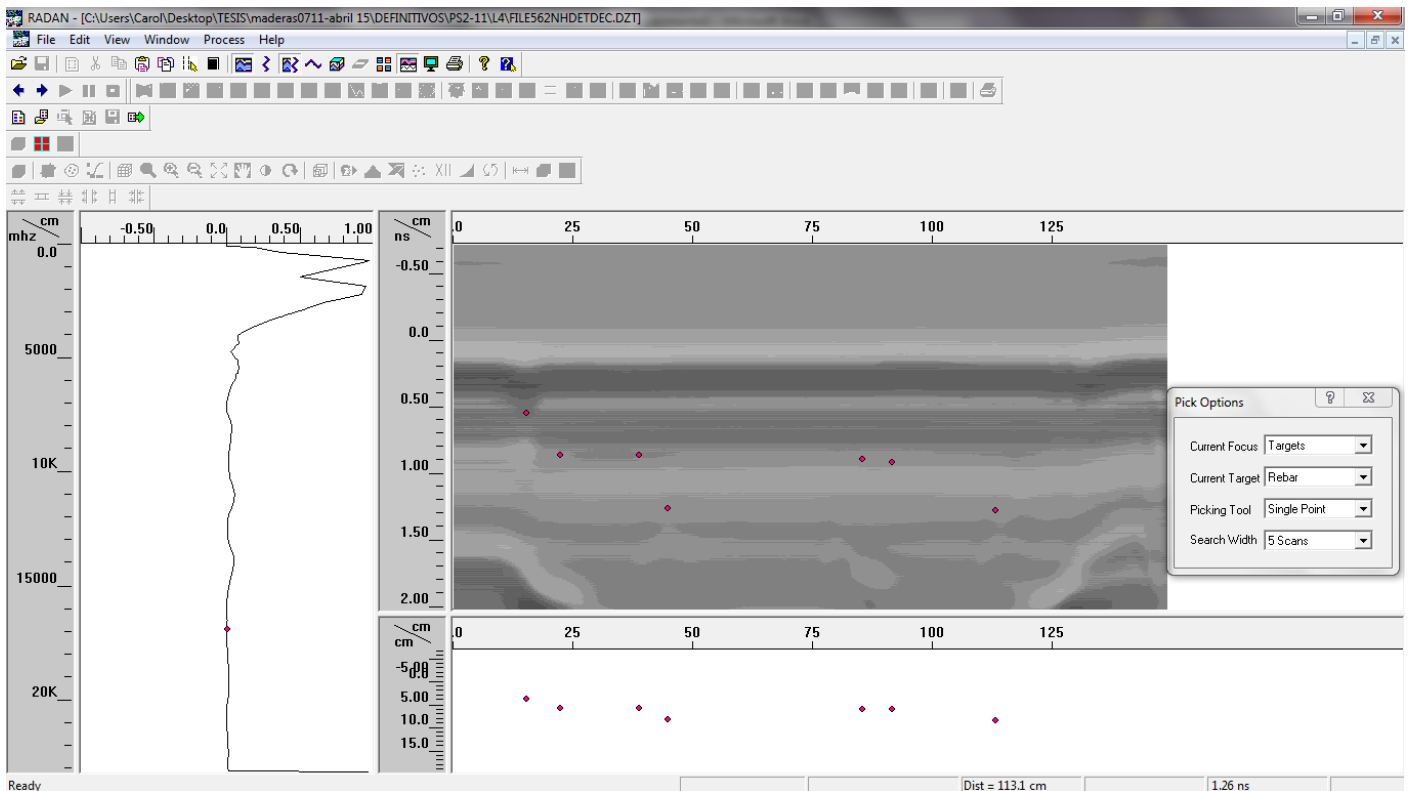 RADAN - [C:\Users\Carol\Desktop\TESIS\maderas0711-abril 15\DEFINITIVOS\PS2-11\L4\FILE562NHDETDEC.DZT]
File Edit View Window Process Help
cm
mhz
-0.50 0.0 0.50 1.00
0.0
5000
10K
15000
20K
cm
ns
.0 25 50 75 100 125
-0.50
0.0
0.50
1.00
1.50
2.00
Pick Options
Current Focus Targets
Current Target Rebar
Picking Tool Single Point
Search Width 5 Scans
cm
cm
.0 25 50 75 100 125
5.00
10.0
15.0
Ready Dist = 113.1 cm 1.26 ns